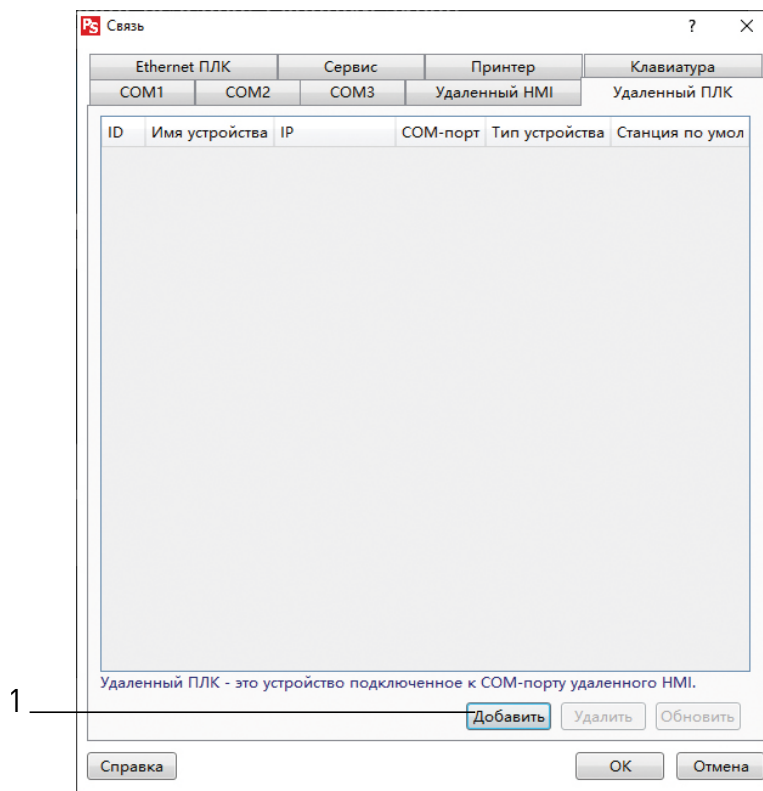 PS Связь ? ✕
Ethernet ПЛК Сервис Принтер Клавиатура
COM1 COM2 COM3 Удаленный HMI Удаленный ПЛК
ID Имя устройства IP COM-порт Тип устройства Станция по умол
Удаленный ПЛК - это устройство подключенное к COM-порту удаленного HMI.
1
Добавить Удалить Обновить
Справка OK Отмена